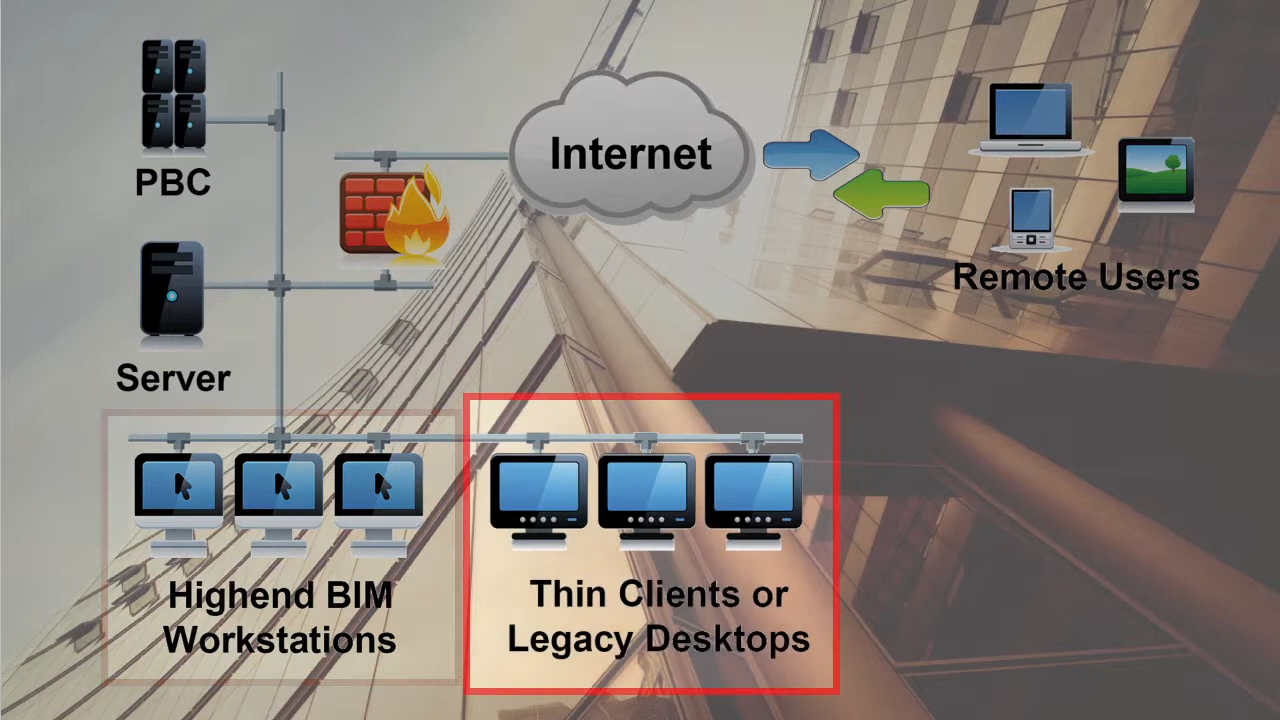 Internet
PBC
Remote Users
Server
Highend BIM
Workstations
Thin Clients or
Legacy Desktops